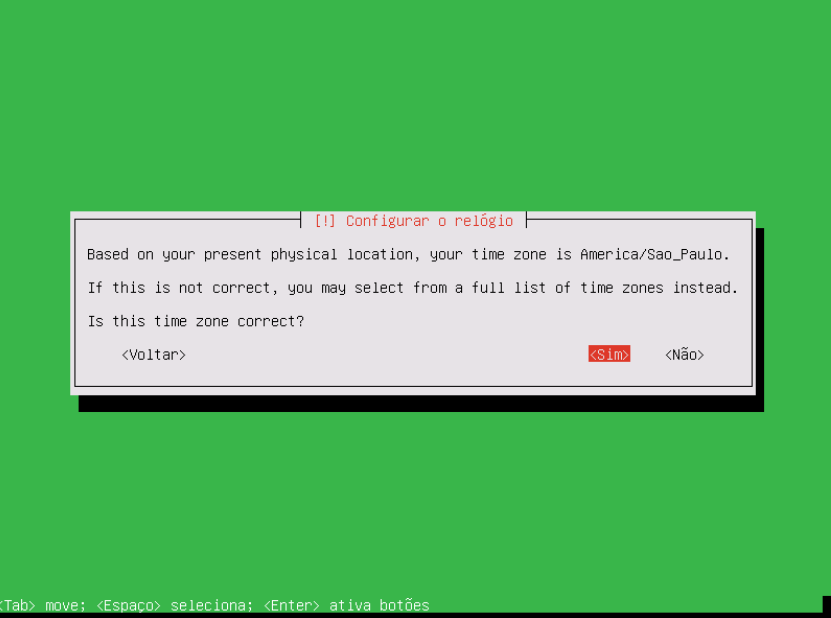 [!] Configurar o relógio
Based on your present physical location, your time zone is America/Sao_Paulo.
If this is not correct, you may select from a full list of time zones instead.
Is this time zone correct?
<Voltar> <Sim> <Não>
<Tab> move; <Espaço> seleciona; <Enter> ativa botões